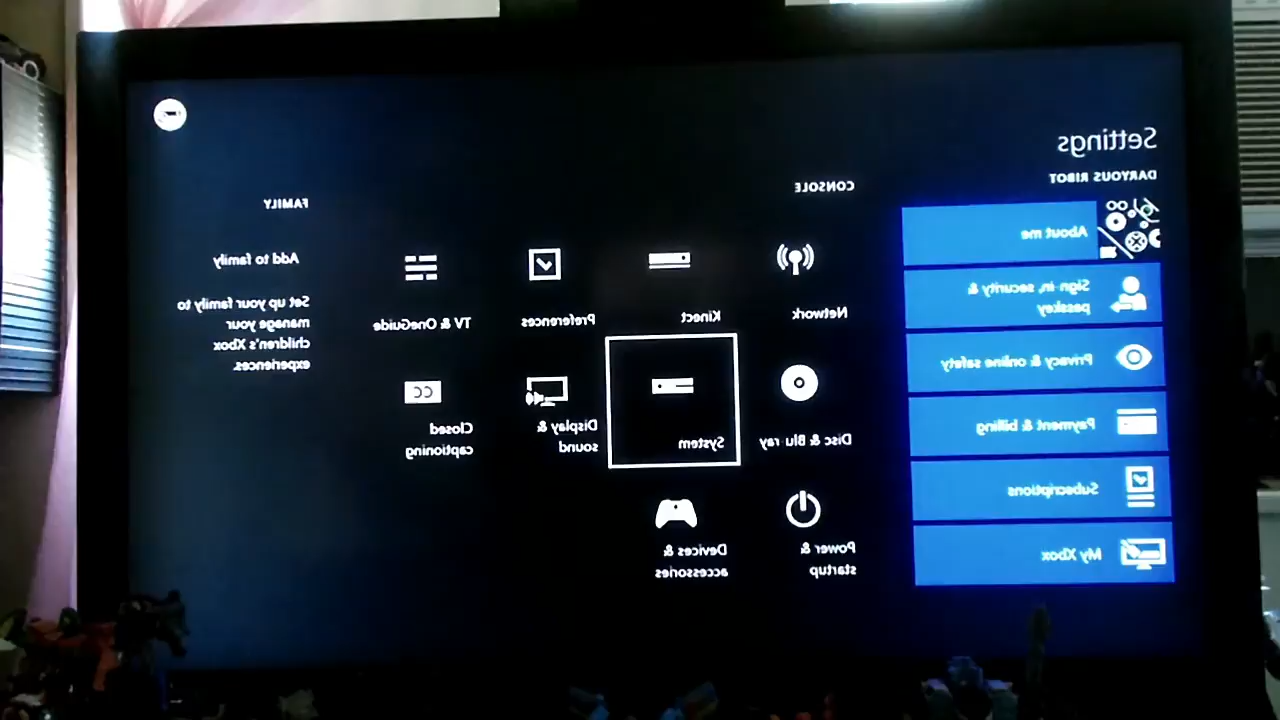 Settings
DARYOUS RIBOT
About me
Sign-in, security &
passkey
Privacy & online safety
Payment & billing
Subscriptions
My Xbox
CONSOLE
Network
Kinect
Preferences
TV & OneGuide
Disc & Blu-ray
System
Display &
sound
CC
Closed
captioning
Power &
startup
Devices &
accessories
FAMILY
Add to family
Set up your family to
manage your
children's Xbox
experiences.